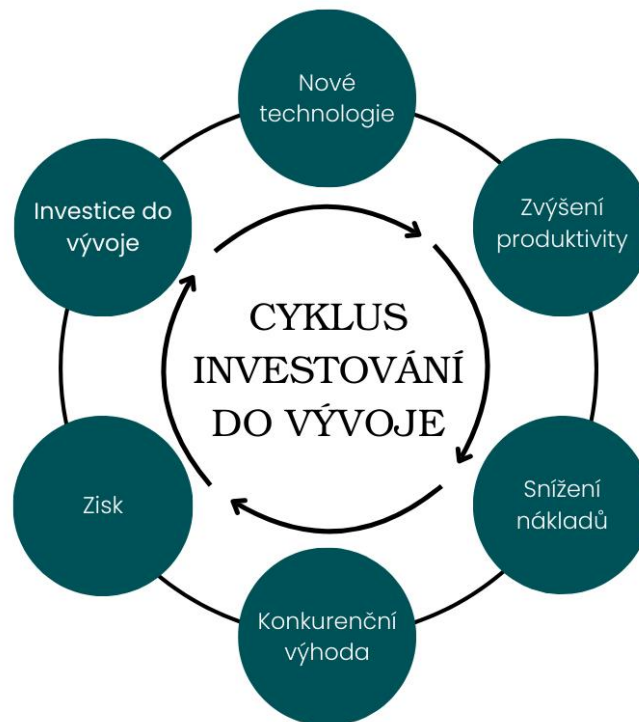 Nové
technologie
Zvýšení
produktivity
Snížení
nákladů
Konkurenční
výhoda
Zisk
Investice do
vývoje
CYKLUS
INVESTOVÁNÍ
DO VÝVOJE